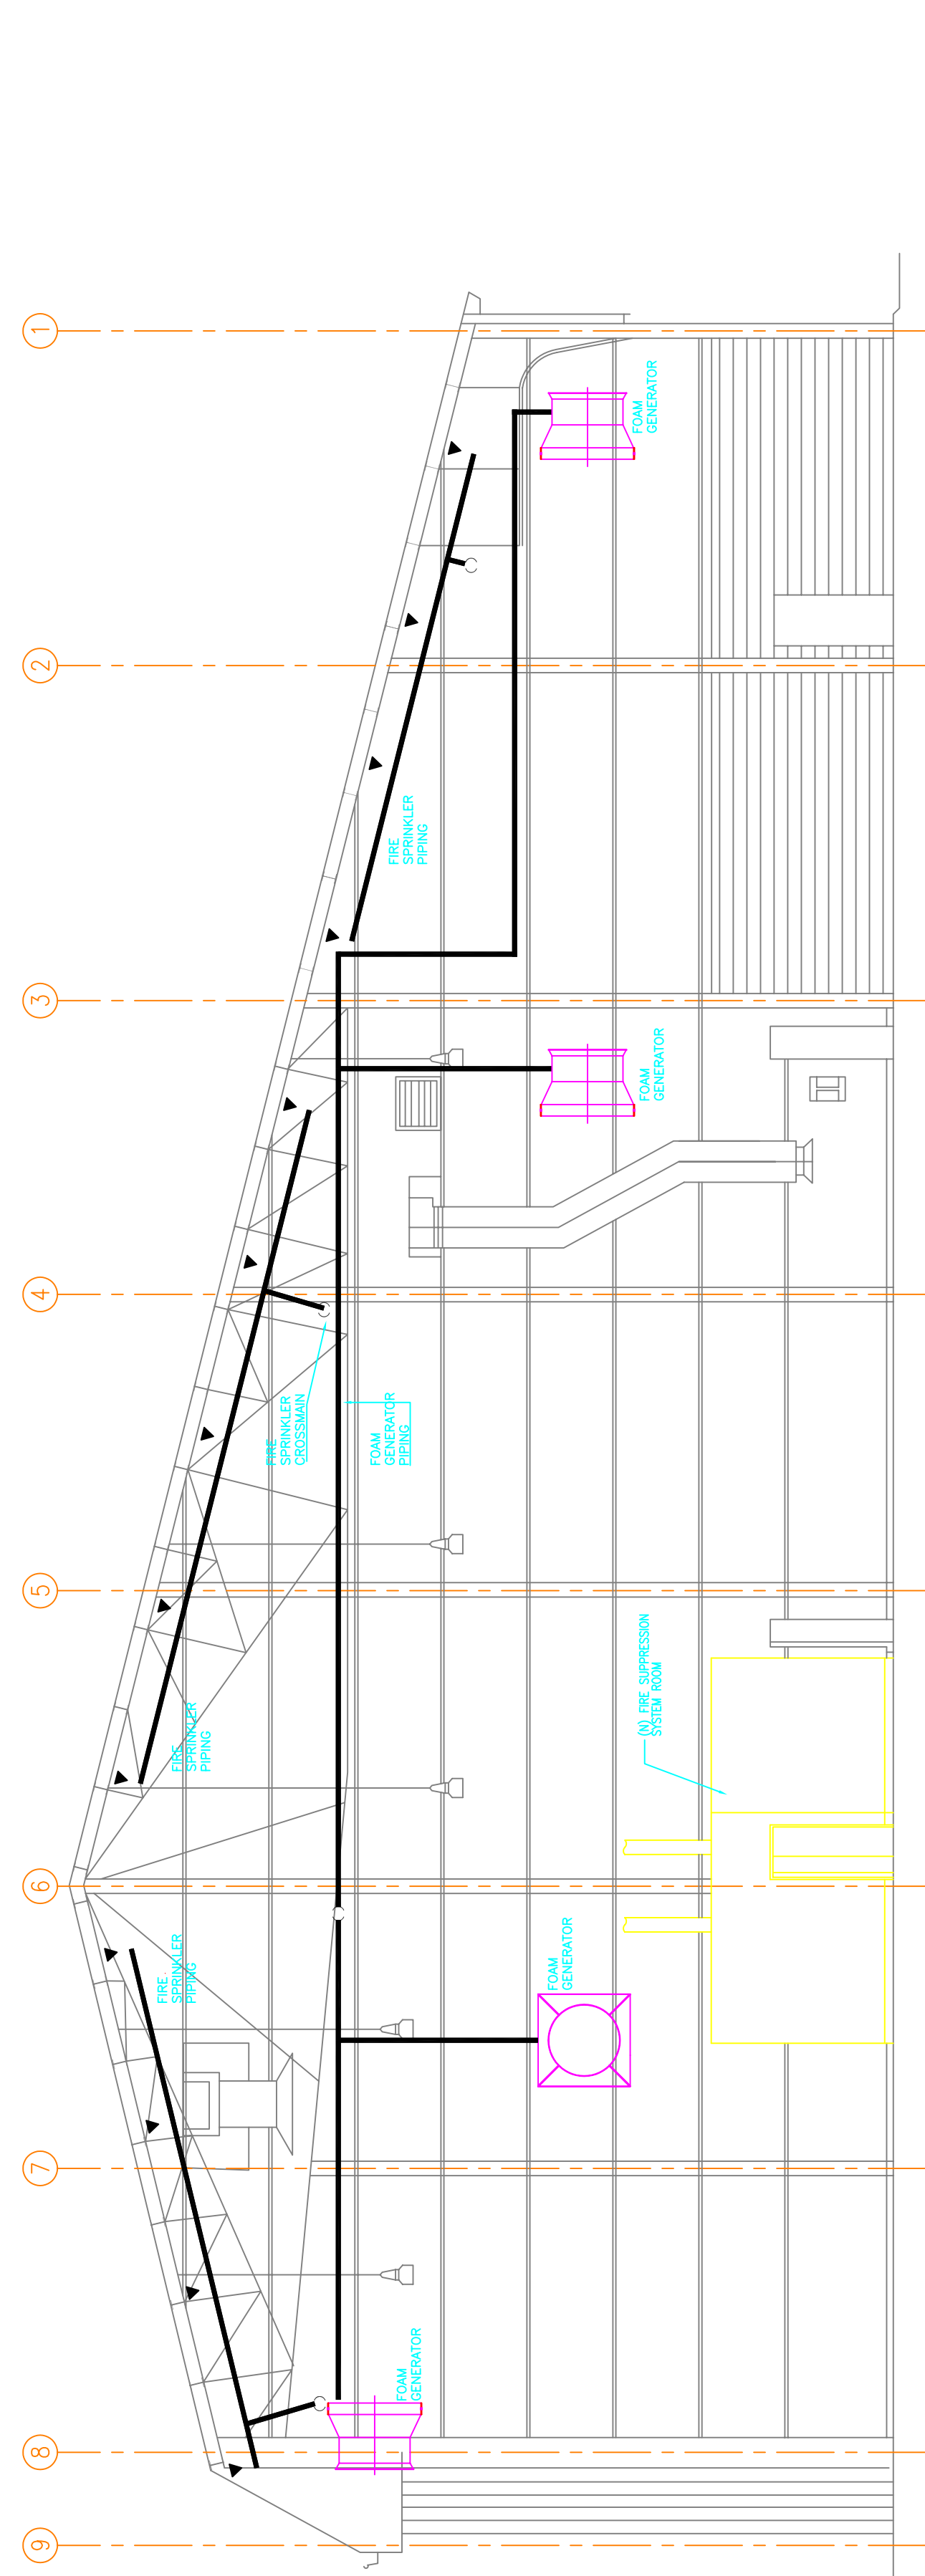 1
2
3
4
5
6
7
8
9
FOAM
GENERATOR
FIRE
SPRINKLER
PIPING
FOAM
GENERATOR
FIRE
SPRINKLER
CROSSMAIN
FOAM
GENERATOR
PIPING
(N) FIRE SUPPRESSION
SYSTEM ROOM
FIRE
SPRINKLER
PIPING
FOAM
GENERATOR
FIRE
SPRINKLER
PIPING
FOAM
GENERATOR